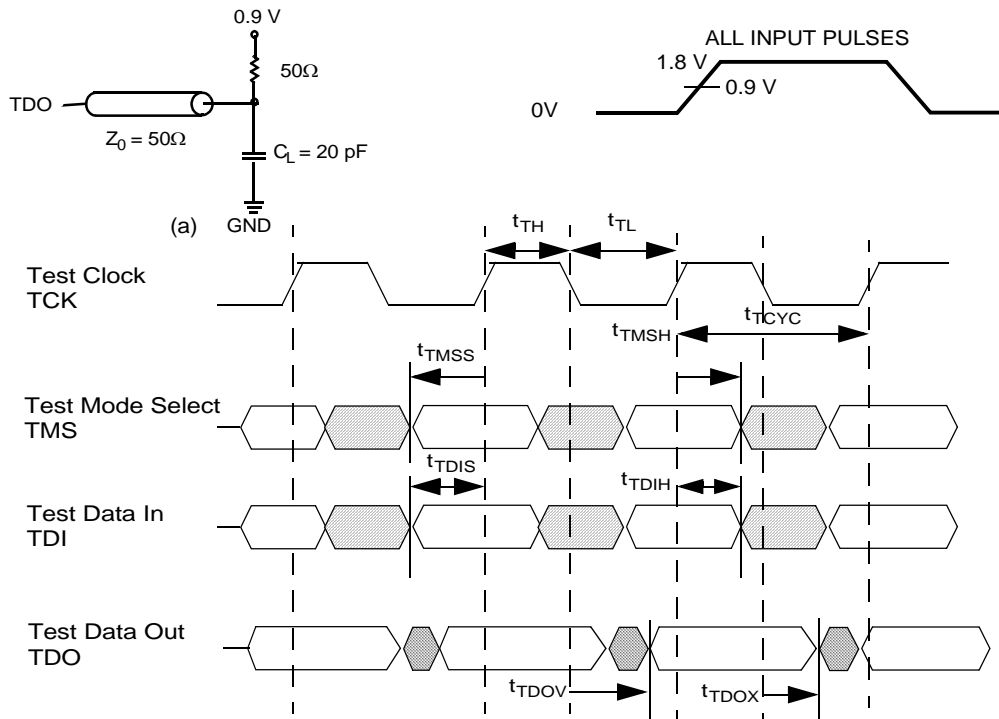 0.9 V
50Ω
TDO
Z0 = 50Ω
CL = 20 pF
(a)
GND
ALL INPUT PULSES
1.8 V
0.9 V
0V
tTH
tTL
Test Clock
TCK
tTMSH
tTCYC
tTMSS
Test Mode Select
TMS
tTDIS
tTDIH
Test Data In
TDI
Test Data Out
TDO
tTDOV
tTDOX